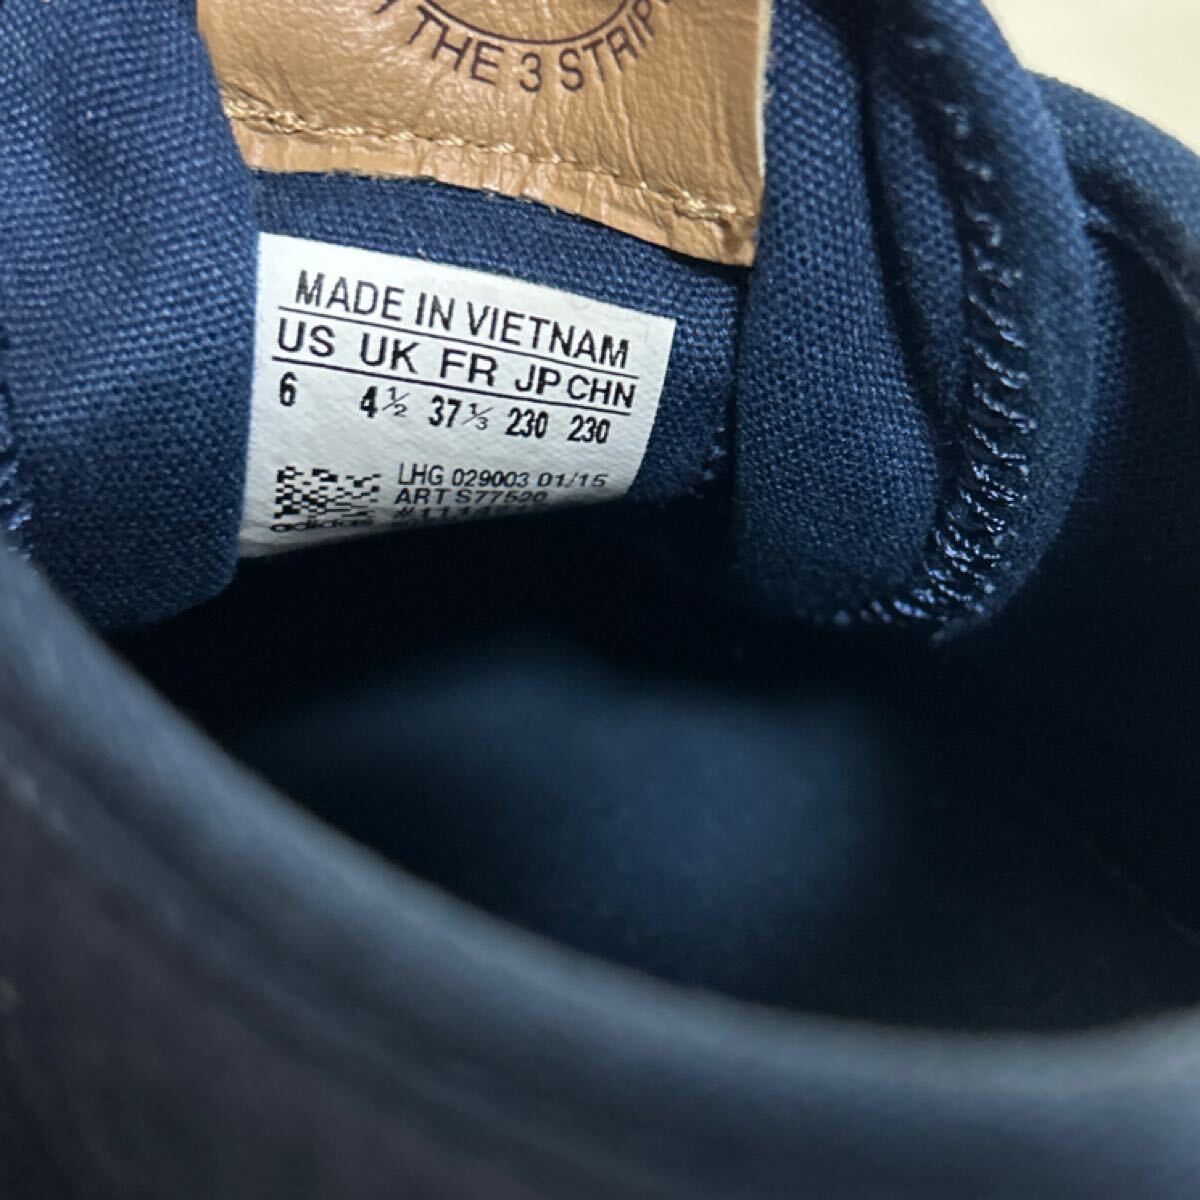 THE 3 STRIP
MADE IN VIETNAM
US UK FR JP CHN
6 4½ 37⅓ 230 230
LHG 029003 01/15
ART S77520
adidas